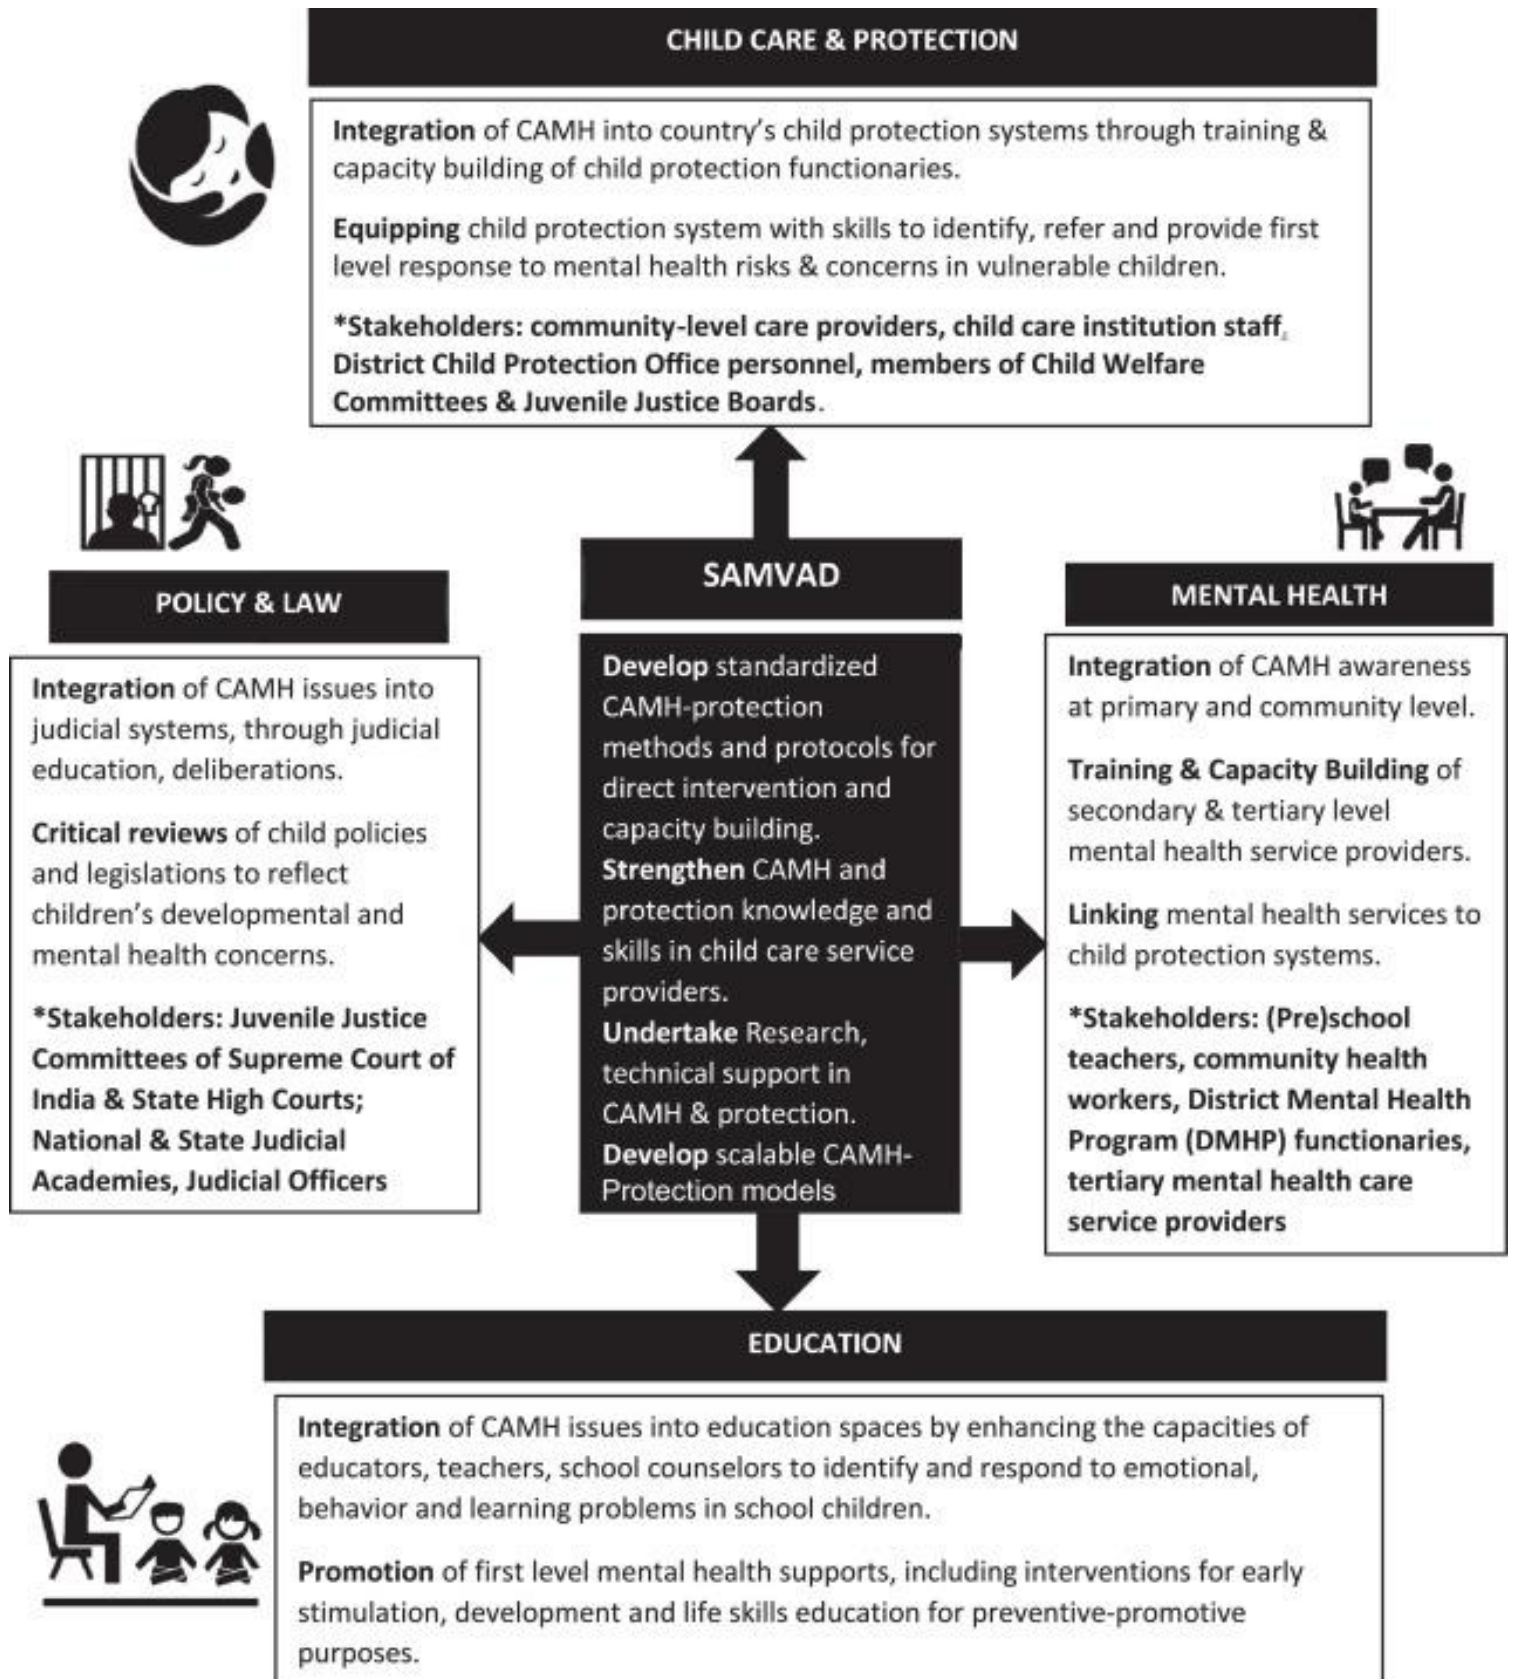 CHILD CARE & PROTECTION
Integration of CAMH into country's child protection systems through training &
capacity building of child protection functionaries.
Equipping child protection system with skills to identify, refer and provide first
level response to mental health risks & concerns in vulnerable children.
*Stakeholders: community-level care providers, child care institution staff,
District Child Protection Office personnel, members of Child Welfare
Committees & Juvenile Justice Boards.
POLICY & LAW
Integration of CAMH issues into
judicial systems, through judicial
education, deliberations.
Critical reviews of child policies
and legislations to reflect
children's developmental and
mental health concerns.
*Stakeholders: Juvenile Justice
Committees of Supreme Court of
India & State High Courts;
National & State Judicial
Academies, Judicial Officers
SAMVAD
Develop standardized
CAMH-protection
methods and protocols for
direct intervention and
capacity building.
Strengthen CAMH and
protection knowledge and
skills in child care service
providers.
Undertake Research,
technical support in
CAMH & protection.
Develop scalable CAMH-
Protection models
MENTAL HEALTH
Integration of CAMH awareness
at primary and community level.
Training & Capacity Building of
secondary & tertiary level
mental health service providers.
Linking mental health services to
child protection systems.
*Stakeholders: (Pre)school
teachers, community health
workers, District Mental Health
Program (DMHP) functionaries,
tertiary mental health care
service providers
EDUCATION
Integration of CAMH issues into education spaces by enhancing the capacities of
educators, teachers, school counselors to identify and respond to emotional,
behavior and learning problems in school children.
Promotion of first level mental health supports, including interventions for early
stimulation, development and life skills education for preventive-promotive
purposes.